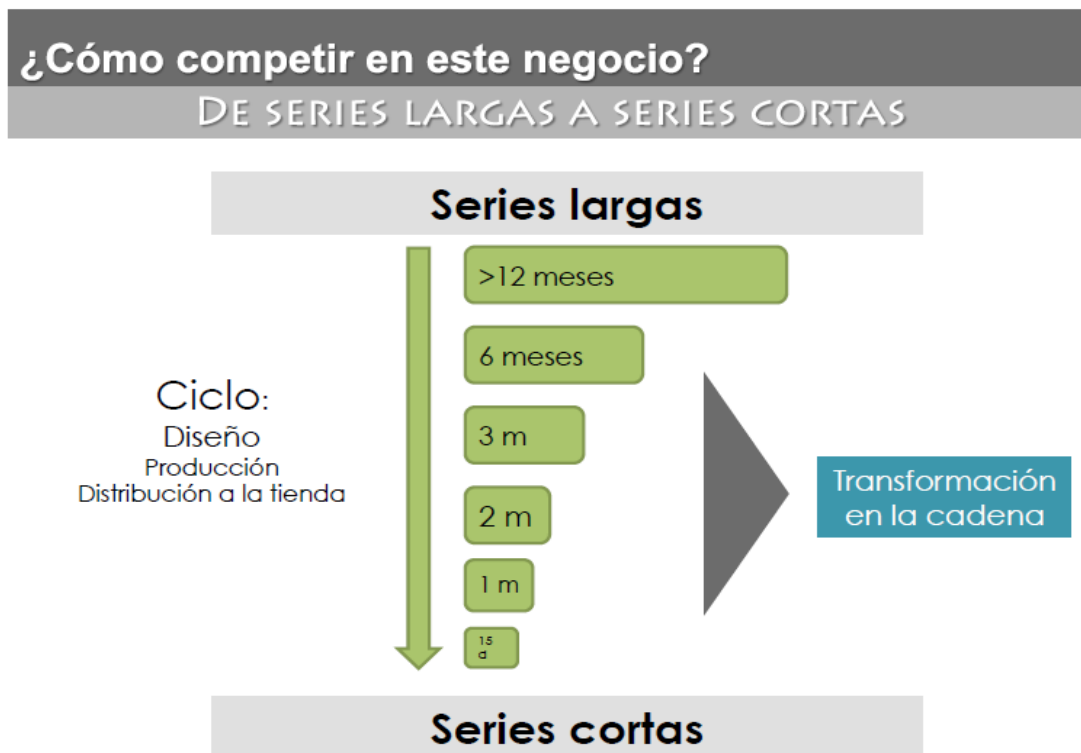 ¿Cómo competir en este negocio?
DE SERIES LARGAS A SERIES CORTAS
Series largas
>12 meses
6 meses
3 m
2 m
1 m
15
d
Ciclo:
Diseño
Producción
Distribución a la tienda
Transformación
en la cadena
Series cortas